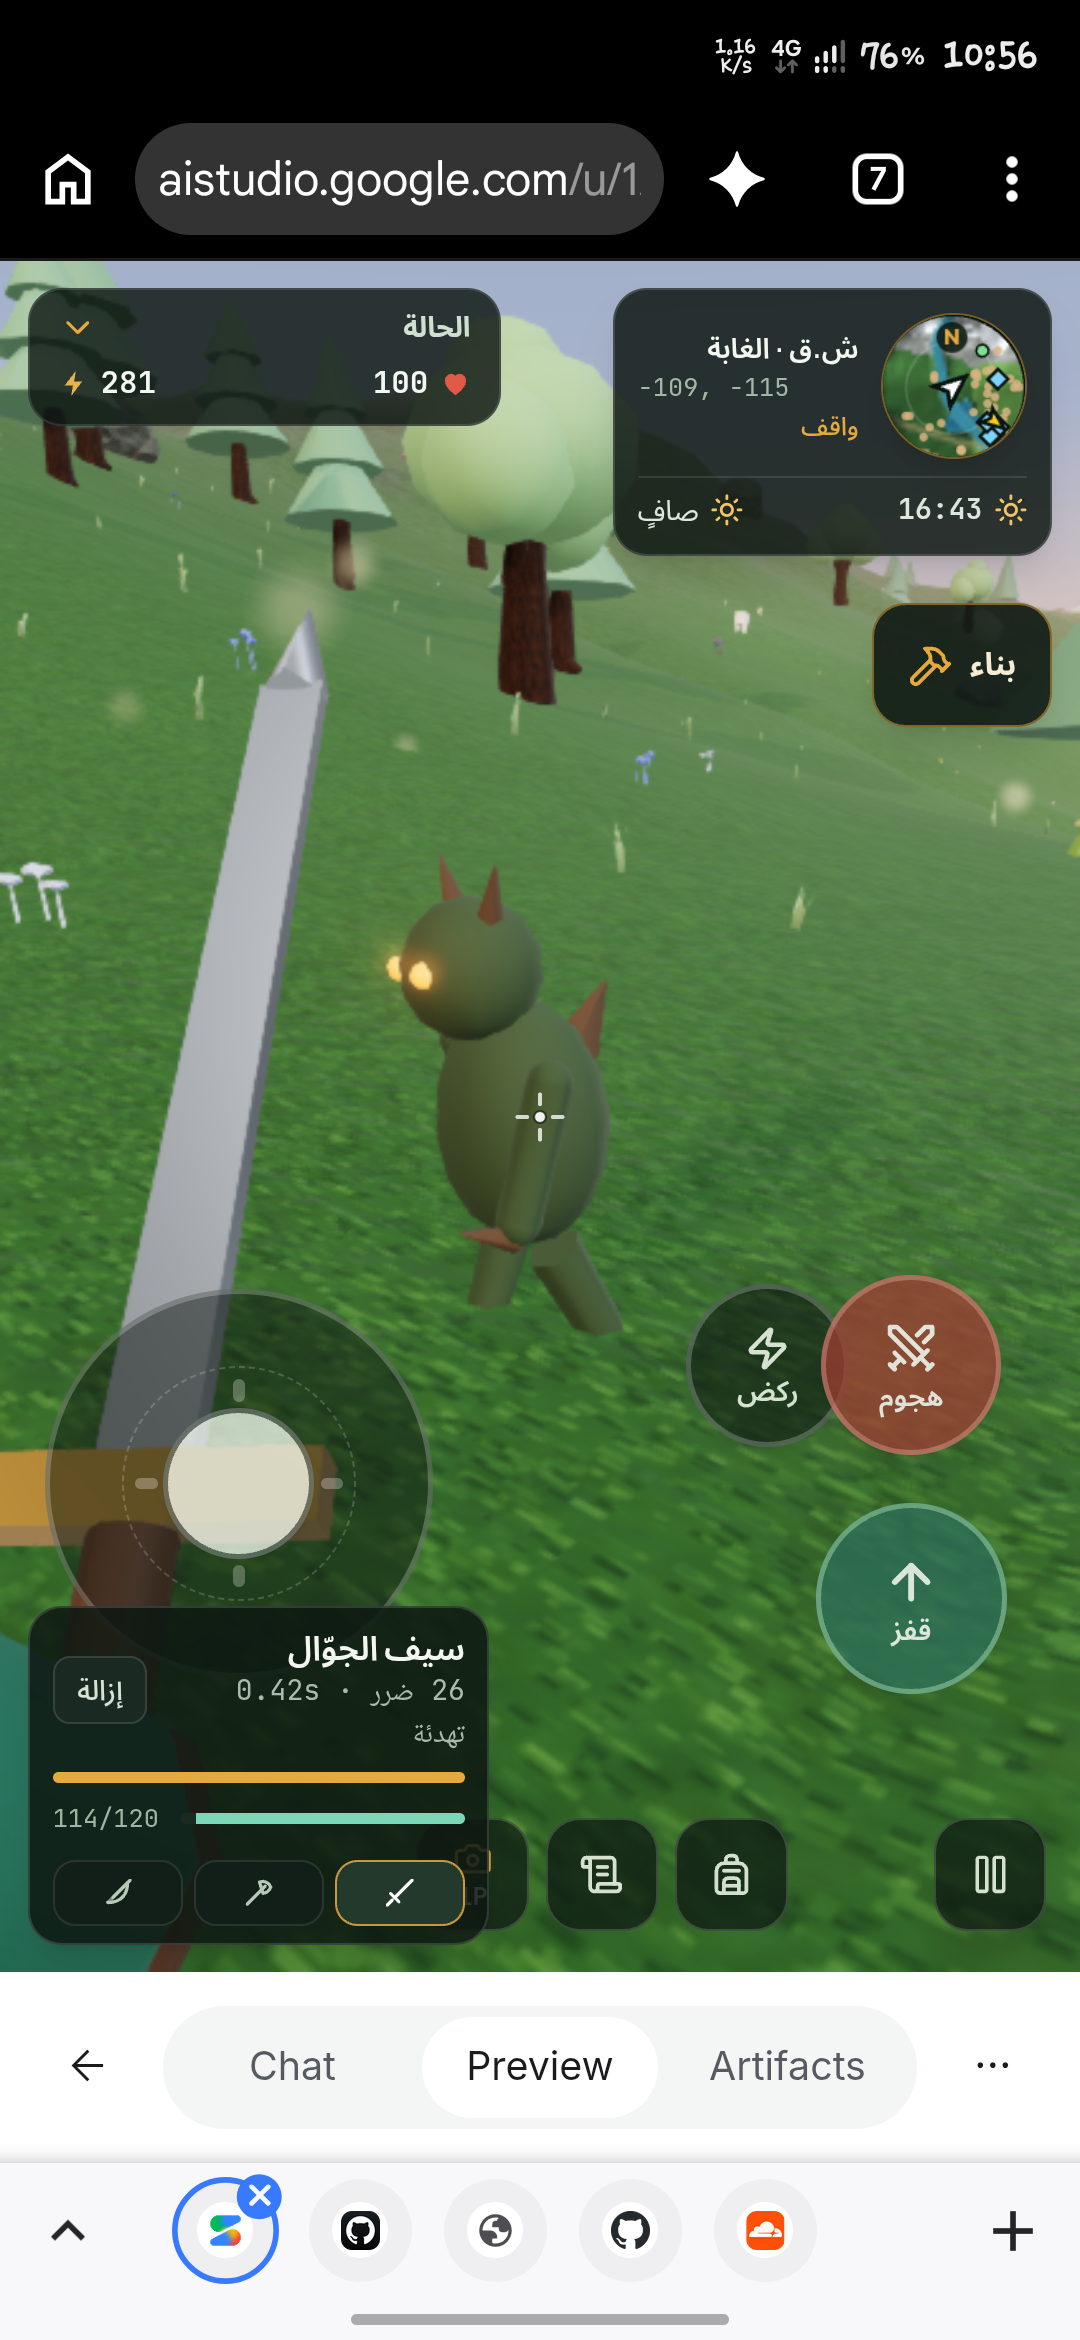 1.16 K/s 4G 76% 10:56
aistudio.google.com/u/1
7
الحالة
100 281
ش.ق · الغابة
-109, -115
واقف
N
16:43 صافٍ
بناء
ركض
هجوم
قفز
سيف الجوّال
26 ضرر · 0.42s
تهدئة
إزالة
114/120
Chat Preview Artifacts